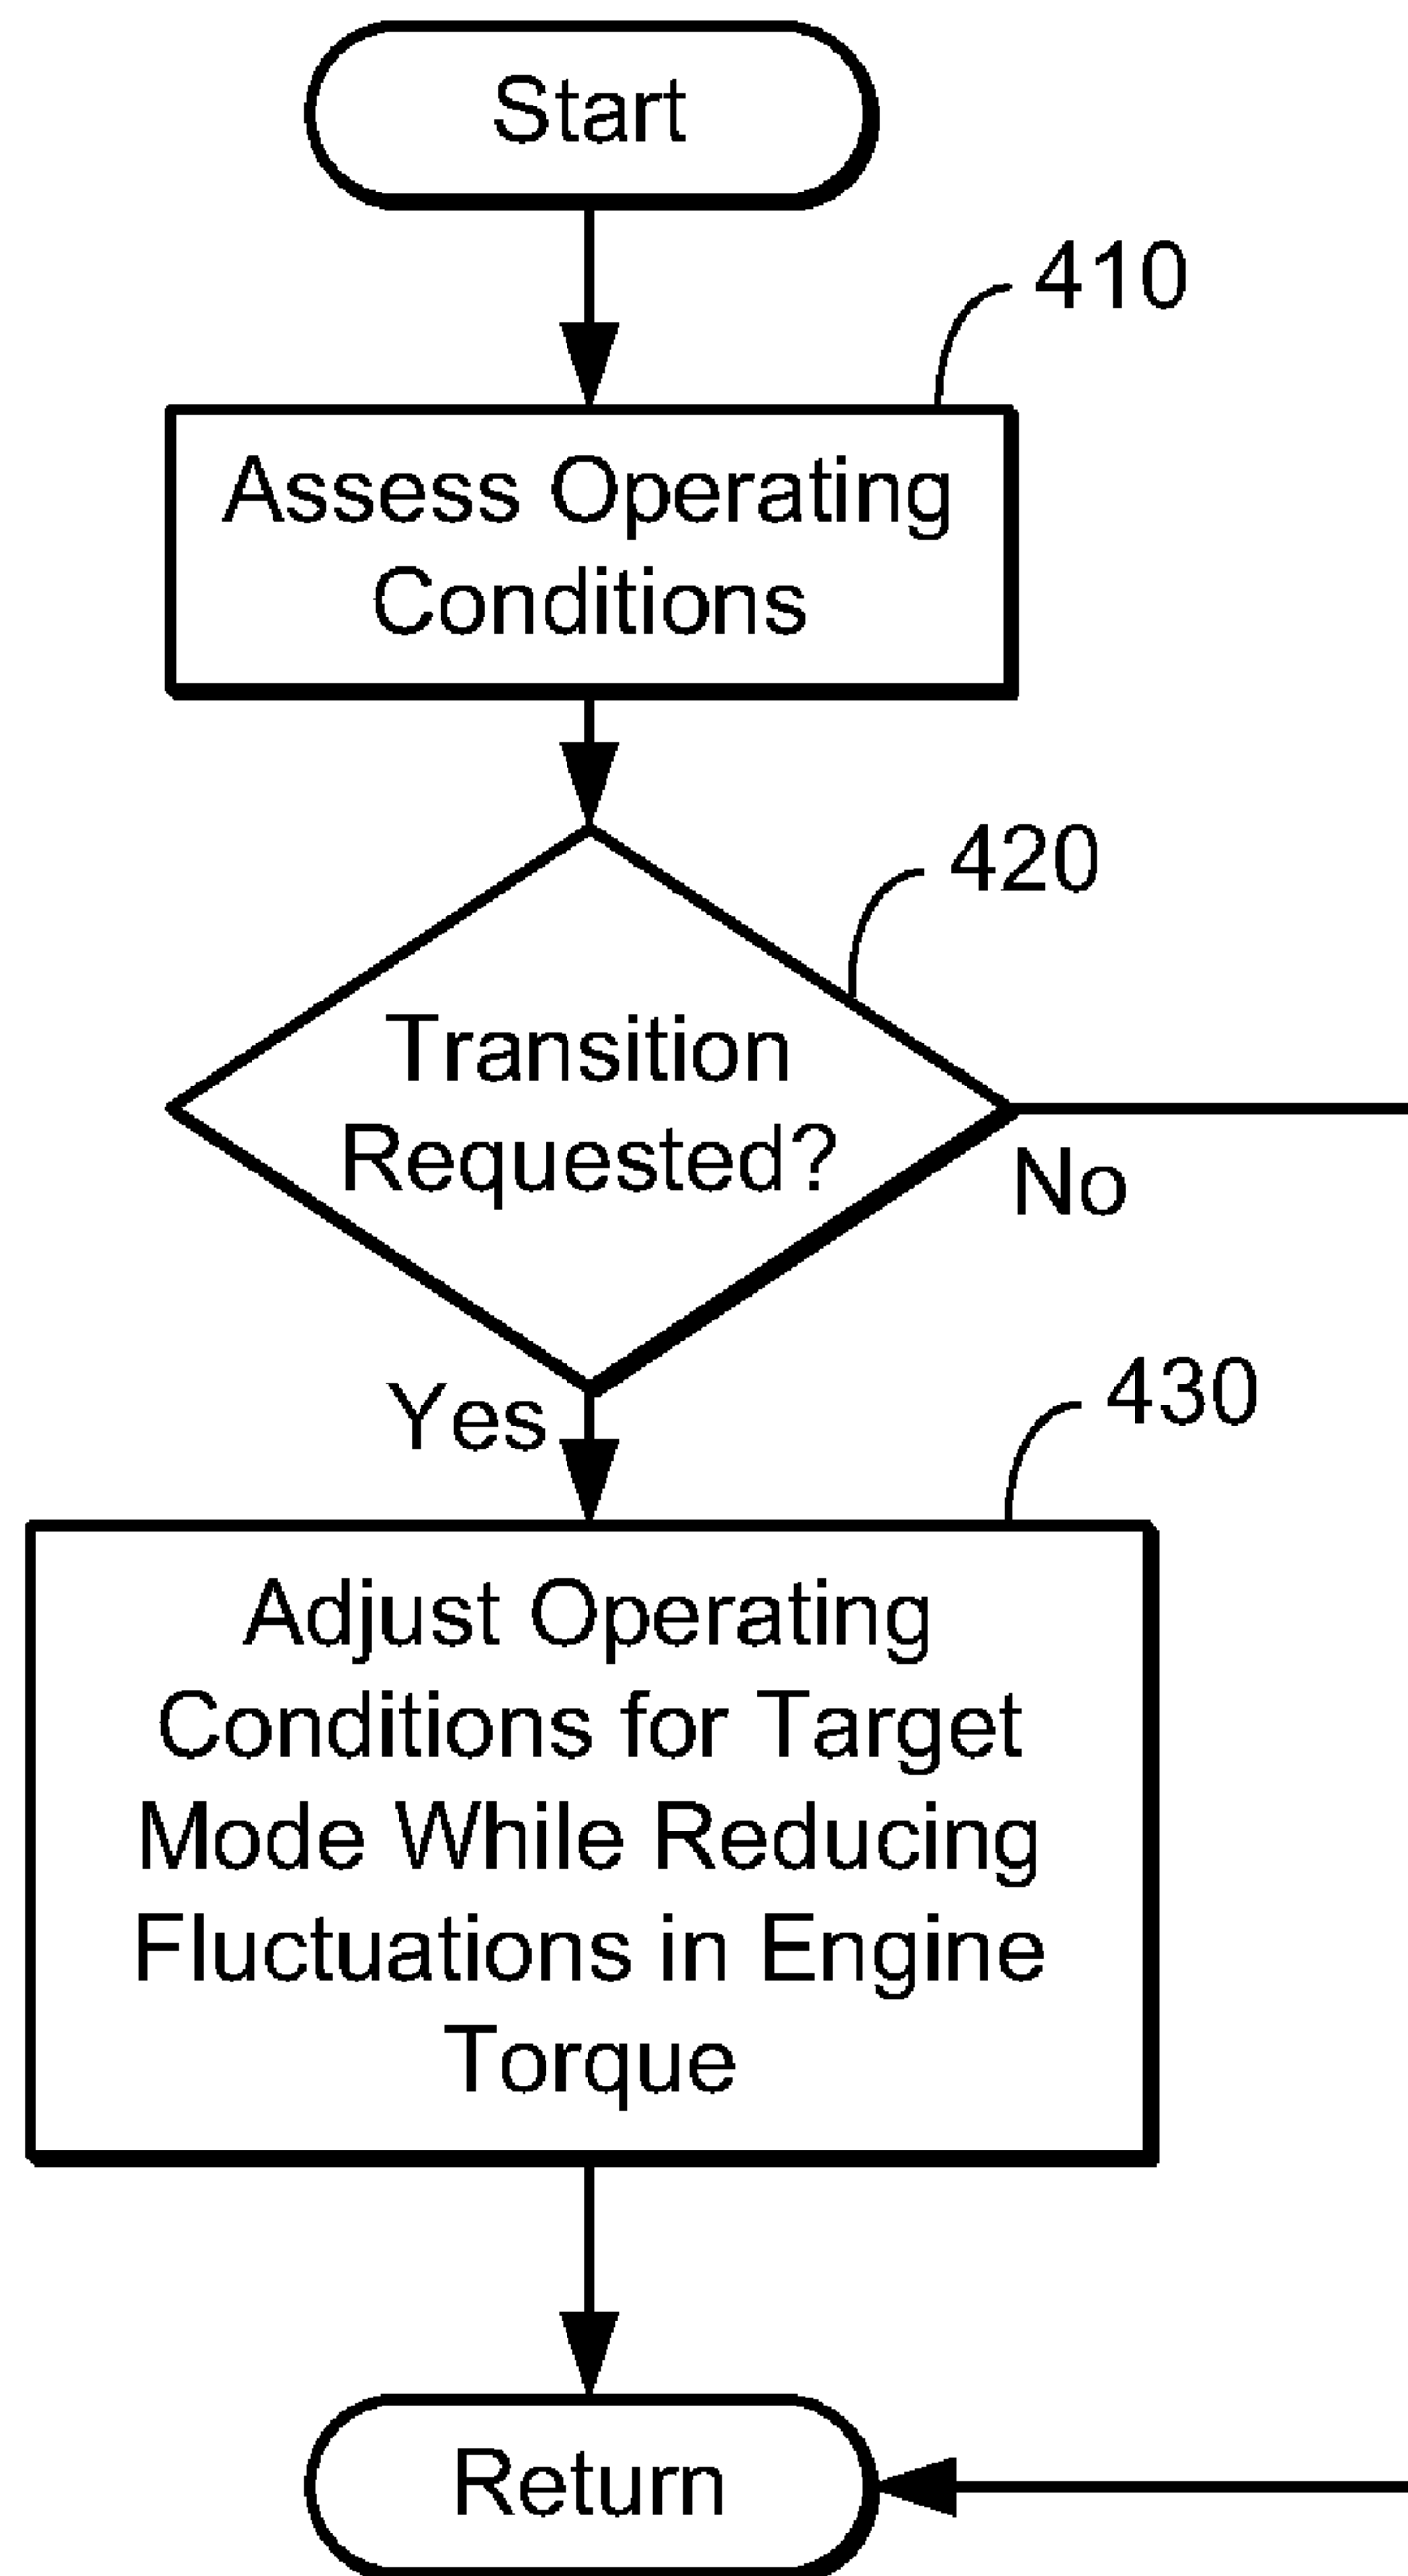 Start
410
Assess Operating
Conditions
420
Transition
Requested?
No
Yes
430
Adjust Operating
Conditions for Target
Mode While Reducing
Fluctuations in Engine
Torque
Return